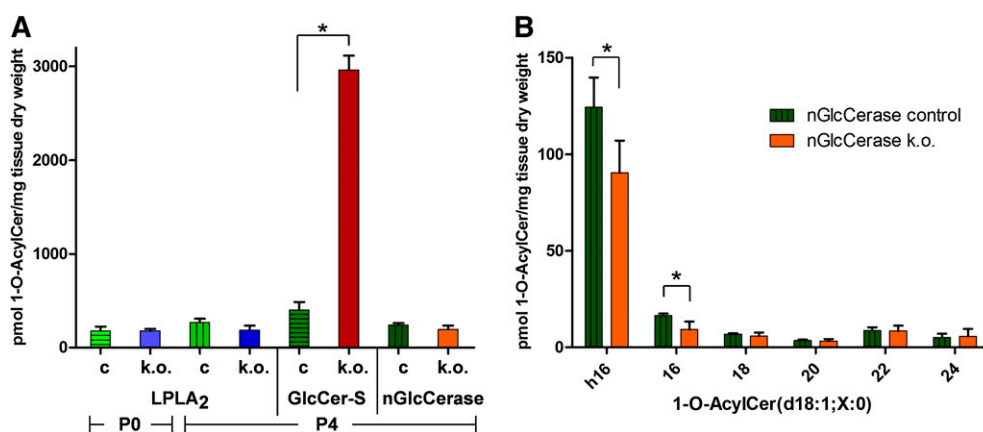 A
pmol 1-O-AcylCer/mg tissue dry weight
3000
2000
1000
0
*
c k.o. c k.o. c k.o. c k.o.
LPLA2 GlcCer-S nGlcCerase
P0 P4
B
pmol 1-O-AcylCer/mg tissue dry weight
150
100
50
0
*
*
nGlcCerase control
nGlcCerase k.o.
h16 16 18 20 22 24
1-O-AcylCer(d18:1;X:0)